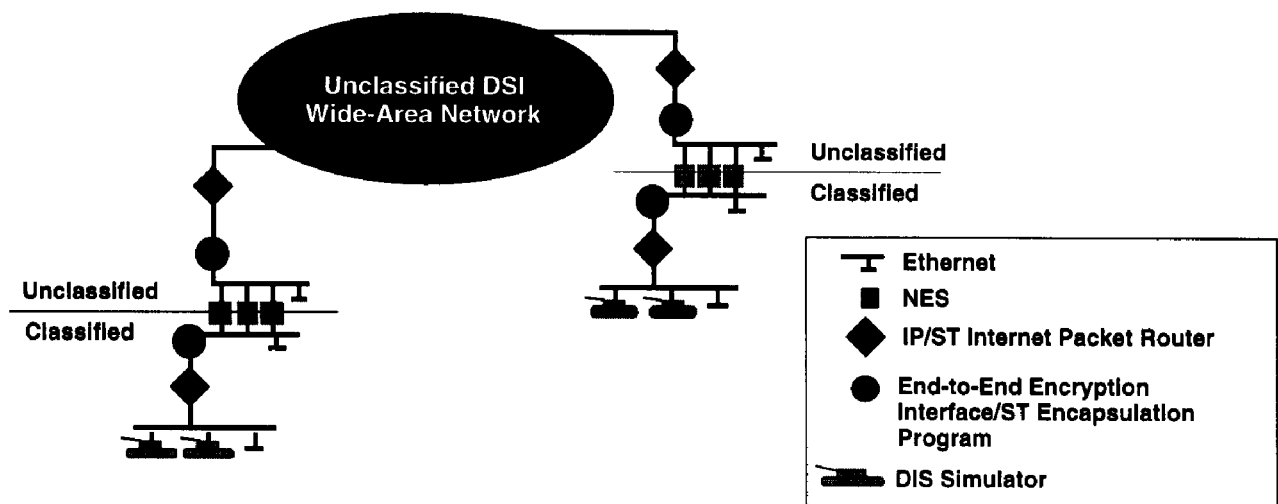 Unclassified DSI
Wide-Area Network
Unclassified
Classified
Unclassified
Classified
Ethernet
NES
IP/ST Internet Packet Router
End-to-End Encryption
Interface/ST Encapsulation
Program
DIS Simulator